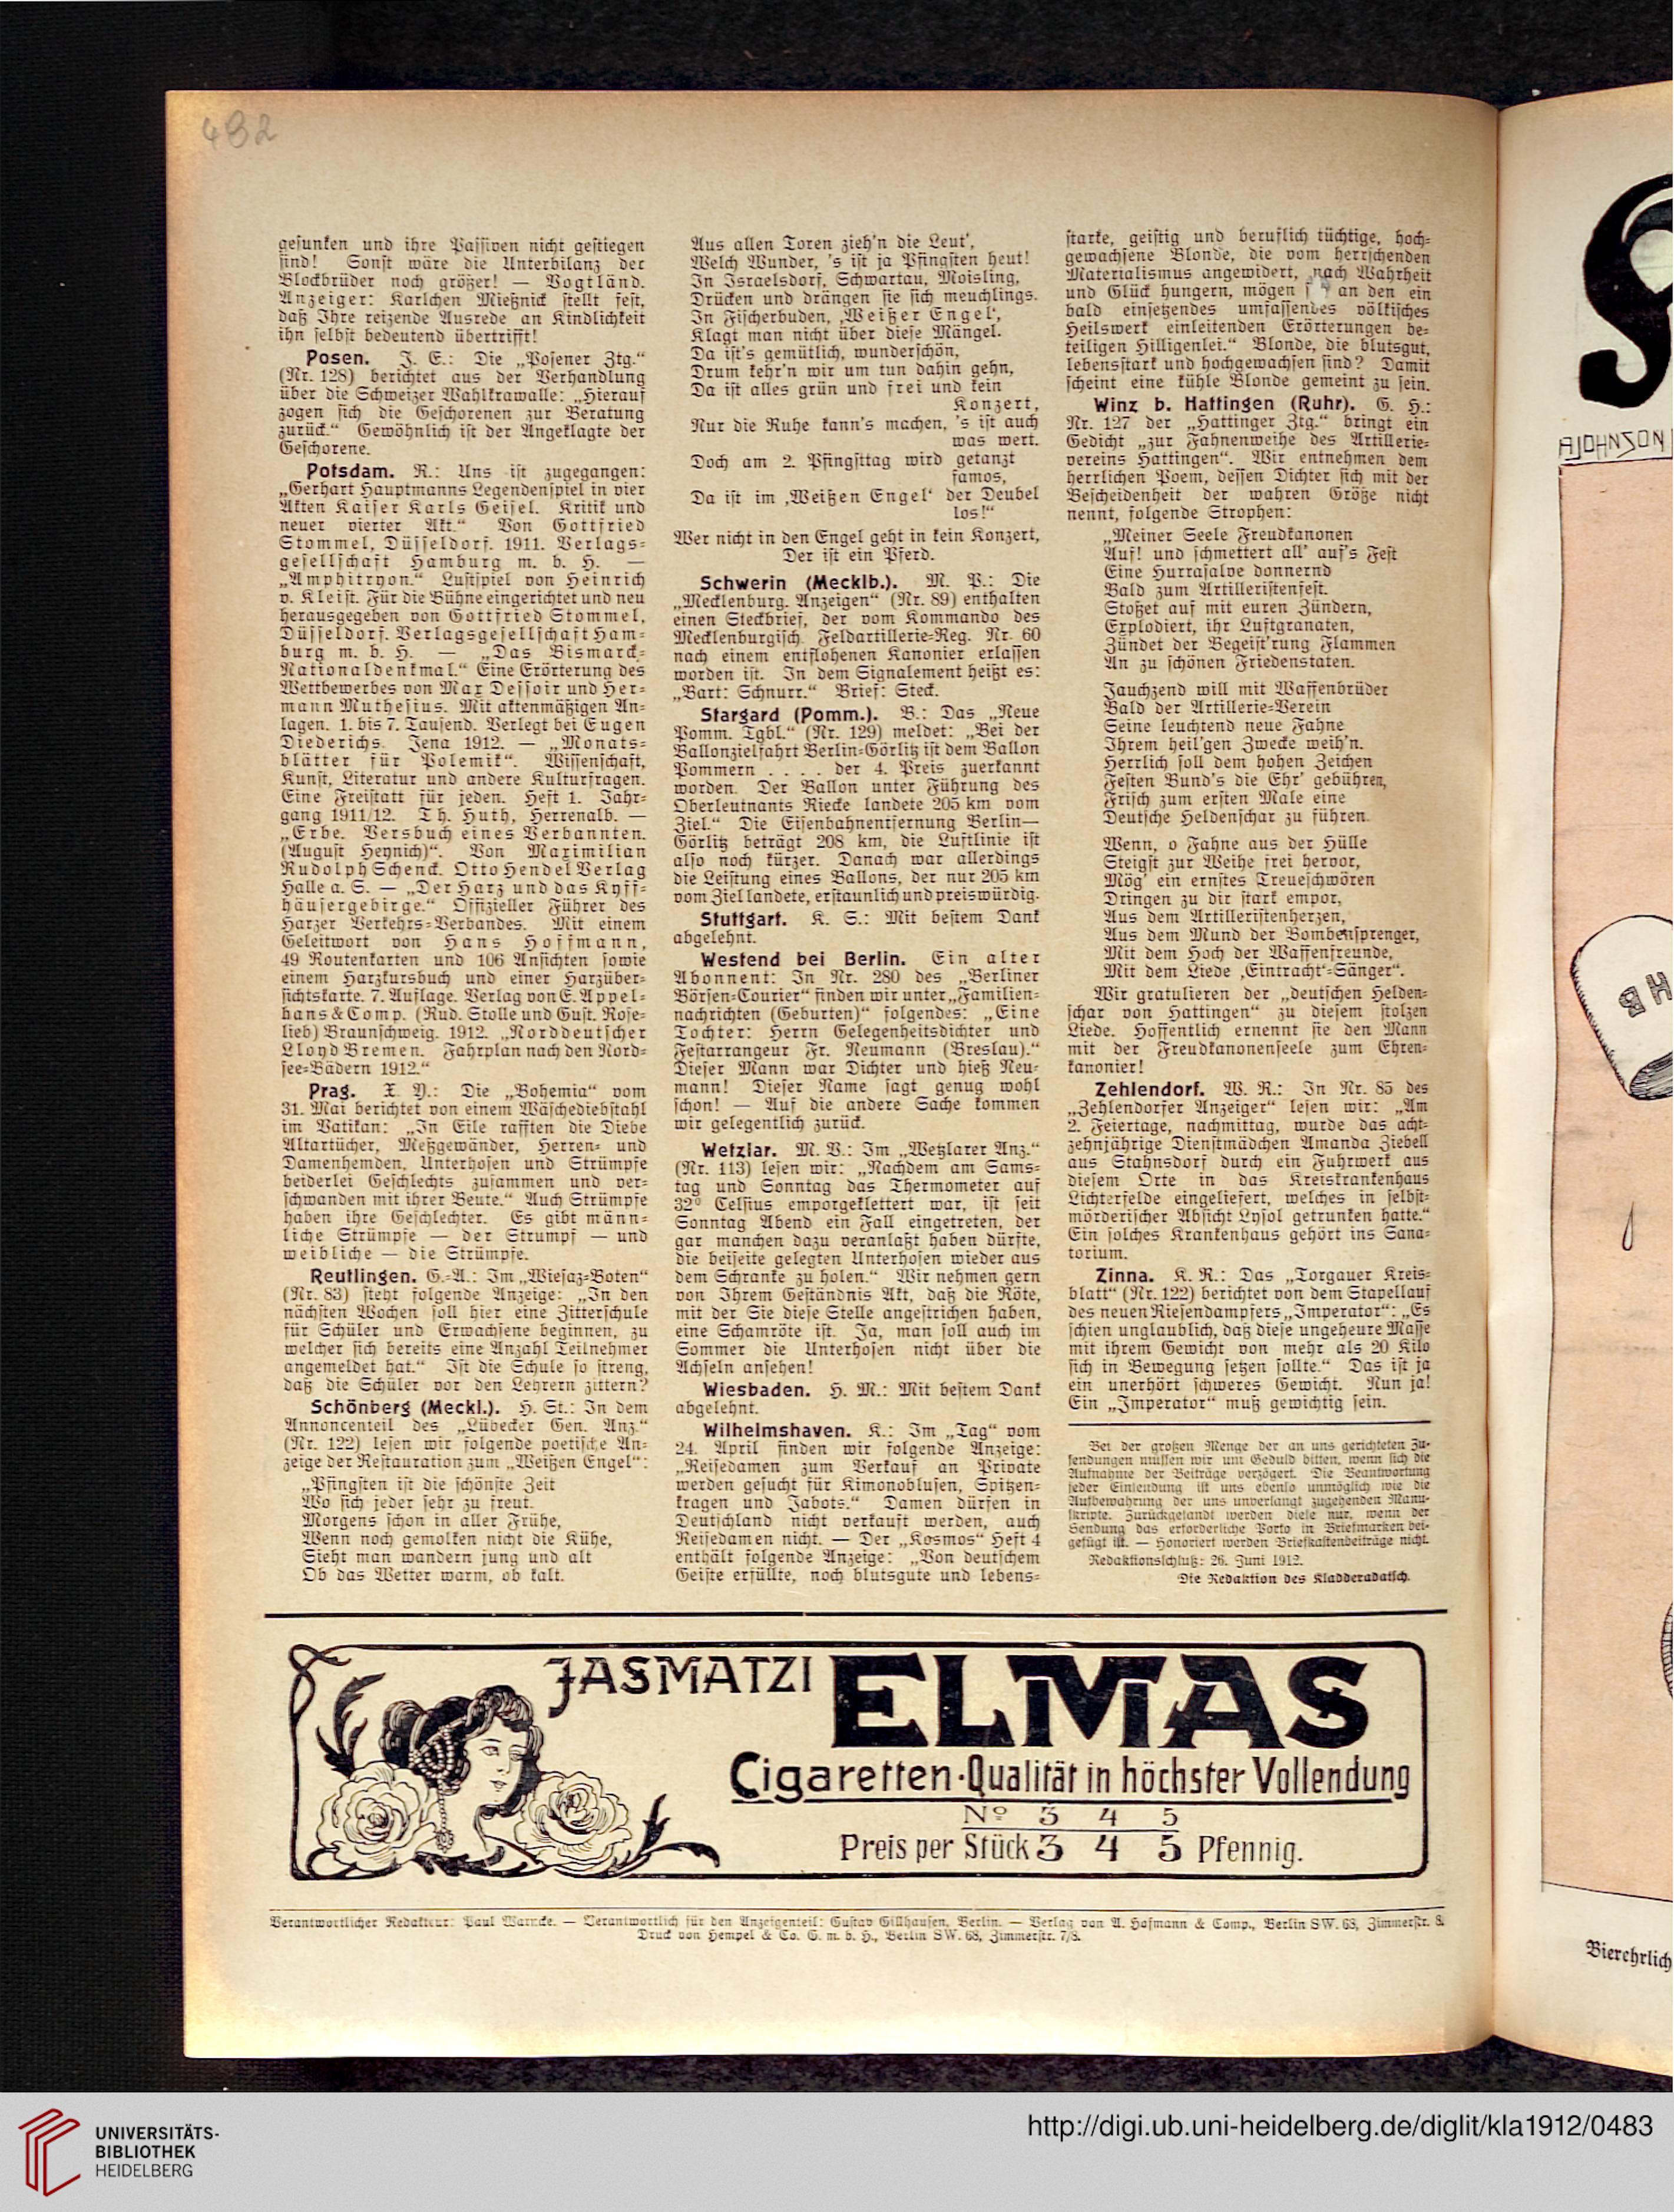 482
gesunken und ihre Passiven nicht gestiegen
sind! Sonst wäre die Unterbilanz der
Blockbrüder noch größer! — Vogtländ.
Anzeiger: Karlchen Mießnick stellt fest,
daß Ihre reizende Ausrede an Kindlichkeit
ihn selbst bedeutend übertrifft!
Posen. J. E.: Die „Posener Ztg.“
(Nr. 128) berichtet aus der Verhandlung
über die Schweizer Wahlkrawalle: „Hierauf
zogen sich die Geschorenen zur Beratung
zurück.“ Gewöhnlich ist der Angeklagte der
Geschorene.
Potsdam. R.: Uns ist zugegangen:
„Gerhart Hauptmanns Legendenspiel in vier
Akten Kaiser Karls Geisel. Kritik und
neuer vierter Akt.“ Von Gottfried
Stommel, Düsseldorf. 1911. Verlags-
gesellschaft Hamburg m. b. H. —
„Amphitryon.“ Lustspiel von Heinrich
v. Kleist. Für die Bühne eingerichtet und neu
herausgegeben von Gottfried Stommel,
Düsseldorf. Verlagsgesellschaft Ham-
burg m. b. H. — „Das Bismarck-
Nationaldenkmal.“ Eine Erörterung des
Wettbewerbes von Max Dessoir und Her-
mann Muthesius. Mit aktenmäßigen An-
lagen. 1. bis 7. Tausend. Verlegt bei Eugen
Diederichs. Jena 1912. — „Monats-
blätter für Polemik“. Wissenschaft,
Kunst, Literatur und andere Kulturfragen.
Eine Freistatt für jeden. Heft 1. Jahr-
gang 1911/12. Th. Huth, Herrenalb. —
„Erbe. Versbuch eines Verbannten.
(August Heynich)“. Von Maximilian
Rudolph Schenck. Otto Hendel Verlag
Halle a. S. — „Der Harz und das Kyff-
häusergebirge.“ Offizieller Führer des
Harzer Verkehrs-Verbandes. Mit einem
Geleitwort von Hans Hoffmann,
49 Routenkarten und 106 Ansichten sowie
einem Harzkursbuch und einer Harzüber-
sichtskarte. 7. Auflage. Verlag von E. Appel-
hans & Comp. (Rud. Stolle und Gust. Rose-
lieb) Braunschweig. 1912. „Norddeutscher
Lloyd Bremen. Fahrplan nach den Nord-
see-Bädern 1912.“
Prag. X. Y.: Die „Bohemia“ vom
31. Mai berichtet von einem Wäschediebstahl
im Vatikan: „In Eile rafften die Diebe
Altartücher, Meßgewänder, Herren- und
Damenhemden, Unterhosen und Strümpfe
beiderlei Geschlechts zusammen und ver-
schwanden mit ihrer Beute.“ Auch Strümpfe
haben ihre Geschlechter. Es gibt männ-
liche Strümpfe — der Strumpf — und
weibliche — die Strümpfe.
Reutlingen. G.-A.: Im „Wiesaz-Boten“
(Nr. 83) steht folgende Anzeige: „In den
nächsten Wochen soll hier eine Zitterschule
für Schüler und Erwachsene beginnen, zu
welcher sich bereits eine Anzahl Teilnehmer
angemeldet hat.“ Ist die Schule so streng,
daß die Schüler vor den Lehrern zittern?
Schönberg (Meckl.). H. St.: In dem
Annoncenteil des „Lübecker Gen. Anz.“
(Nr. 122) lesen wir folgende poetische An-
zeige der Restauration zum „Weißen Engel“:
„Pfingsten ist die schönste Zeit
Wo sich jeder sehr zu freut.
Morgens schon in aller Frühe,
Wenn noch gemolken nicht die Kühe,
Sieht man wandern jung und alt
Ob das Wetter warm, ob kalt.
Aus allen Toren zieh'n die Leut',
Welch Wunder, 's ist ja Pfingsten heut!
In Israelsdorf, Schwartau, Moisling,
Drücken und drängen sie sich meuchlings.
In Fischerbuden, ‚Weißer Engel‘,
Klagt man nicht über diese Mängel.
Da ist's gemütlich, wunderschön,
Drum kehr'n wir um tun dahin gehn,
Da ist alles grün und frei und kein
Konzert,
Nur die Ruhe kann's machen, 's ist auch
was wert.
Doch am 2. Pfingsttag wird getanzt
famos,
Da ist im ‚Weißen Engel‘ der Deubel
los!“
Wer nicht in den Engel geht in kein Konzert,
Der ist ein Pferd.
Schwerin (Mecklb.). M. P.: Die
„Mecklenburg. Anzeigen“ (Nr. 89) enthalten
einen Steckbrief, der vom Kommando des
Mecklenburgisch. Feldartillerie-Reg. Nr. 60
nach einem entflohenen Kanonier erlassen
worden ist. In dem Signalement heißt es:
„Bart: Schnurr.“ Brief: Steck.
Stargard (Pomm.). B.: Das „Neue
Pomm. Tgbl.“ (Nr. 129) meldet: „Bei der
Ballonzielfahrt Berlin-Görlitz ist dem Ballon
Pommern . . . . der 4. Preis zuerkannt
worden. Der Ballon unter Führung des
Oberleutnants Riecke landete 205 km vom
Ziel.“ Die Eisenbahnentfernung Berlin—
Görlitz beträgt 208 km, die Luftlinie ist
also noch kürzer. Danach war allerdings
die Leistung eines Ballons, der nur 205 km
vom Ziel landete, erstaunlich und preiswürdig.
Stuttgart. K. S.: Mit bestem Dank
abgelehnt.
Westend bei Berlin. Ein alter
Abonnent: In Nr. 280 des „Berliner
Börsen-Courier“ finden wir unter „Familien-
nachrichten (Geburten)“ folgendes: „Eine
Tochter: Herrn Gelegenheitsdichter und
Festarrangeur Fr. Neumann (Breslau).“
Dieser Mann war Dichter und hieß Neu-
mann! Dieser Name sagt genug wohl
schon! — Auf die andere Sache kommen
wir gelegentlich zurück.
Wetzlar. M. V.: Im „Wetzlarer Anz.“
(Nr. 113) lesen wir: „Nachdem am Sams-
tag und Sonntag das Thermometer auf
32° Celsius emporgeklettert war, ist seit
Sonntag Abend ein Fall eingetreten, der
gar manchen dazu veranlaßt haben dürfte,
die beiseite gelegten Unterhosen wieder aus
dem Schranke zu holen.“ Wir nehmen gern
von Ihrem Geständnis Akt, daß die Röte,
mit der Sie diese Stelle angestrichen haben,
eine Schamröte ist. Ja, man soll auch im
Sommer die Unterhosen nicht über die
Achseln ansehen!
Wiesbaden. H. M.: Mit bestem Dank
abgelehnt.
Wilhelmshaven. K.: Im „Tag“ vom
24. April finden wir folgende Anzeige:
„Reisedamen zum Verkauf an Private
werden gesucht für Kimonoblusen, Spitzen-
kragen und Jabots.“ Damen dürfen in
Deutschland nicht verkauft werden, auch
Reisedamen nicht. — Der „Kosmos“ Heft 4
enthält folgende Anzeige: „Von deutschem
Geiste erfüllte, noch blutsgute und lebens-
starke, geistig und beruflich tüchtige, hoch-
gewachsene Blonde, die vom herrschenden
Materialismus angewidert, nach Wahrheit
und Glück hungern, mögen an den ein
bald einsetzendes umfassendes völkisches
Heilswerk einleitenden Erörterungen be-
teiligen Hilligenlei.“ Blonde, die blutsgut,
lebensstark und hochgewachsen sind? Damit
scheint eine kühle Blonde gemeint zu sein.
Winz b. Hattingen (Ruhr). G. H.:
Nr. 127 der „Hattinger Ztg.“ bringt ein
Gedicht „zur Fahnenweihe des Artillerie-
vereins Hattingen“. Wir entnehmen dem
herrlichen Poem, dessen Dichter sich mit der
Bescheidenheit der wahren Größe nicht
nennt, folgende Strophen:
„Meiner Seele Freudkanonen
Auf! und schmettert all' auf's Fest
Eine Hurrasalve donnernd
Bald zum Artilleristenfest.
Stoßet auf mit euren Zündern,
Explodiert, ihr Luftgranaten,
Zündet der Begeist'rung Flammen
An zu schönen Friedenstaten.
Jauchzend will mit Waffenbrüder
Bald der Artillerie-Verein
Seine leuchtend neue Fahne
Ihrem heil'gen Zwecke weih'n.
Herrlich soll dem hohen Zeichen
Festen Bund's die Ehr' gebühren,
Frisch zum ersten Male eine
Deutsche Heldenschar zu führen.
Wenn, o Fahne aus der Hülle
Steigst zur Weihe frei hervor,
Mög' ein ernstes Treueschwören
Dringen zu dir stark empor,
Aus dem Artilleristenherzen,
Aus dem Mund der Bombensprenger,
Mit dem Hoch der Waffenfreunde,
Mit dem Liede ‚Eintracht‘-Sänger“.
Wir gratulieren der „deutschen Helden-
schar von Hattingen“ zu diesem stolzen
Liede. Hoffentlich ernennt sie den Mann
mit der Freudkanonenseele zum Ehren-
kanonier!
Zehlendorf. W. R.: In Nr. 85 des
„Zehlendorfer Anzeiger“ lesen wir: „Am
2. Feiertage, nachmittag, wurde das acht-
zehnjährige Dienstmädchen Amanda Ziebell
aus Stahnsdorf durch ein Fuhrwerk aus
diesem Orte in das Kreiskrankenhaus
Lichterfelde eingeliefert, welches in selbst-
mörderischer Absicht Lysol getrunken hatte.“
Ein solches Krankenhaus gehört ins Sana-
torium.
Zinna. K. R.: Das „Torgauer Kreis-
blatt“ (Nr. 122) berichtet von dem Stapellauf
des neuen Riesendampfers „Imperator“: „Es
schien unglaublich, daß diese ungeheure Masse
mit ihrem Gewicht von mehr als 20 Kilo
sich in Bewegung setzen sollte.“ Das ist ja
ein unerhört schweres Gewicht. Nun ja!
Ein „Imperator“ muß gewichtig sein.
Bei der großen Menge der an uns gerichteten Zu-
sendungen müssen wir um Geduld bitten, wenn sich die
Aufnahme der Beiträge verzögert. Die Beantwortung
jeder Einsendung ist uns ebenso unmöglich wie die
Aufbewahrung der uns unverlangt zugehenden Manu-
skripte. Zurückgesandt werden diese nur, wenn der
Sendung das erforderliche Porto in Briefmarken bei-
gefügt ist. — Honoriert werden Briefkastenbeiträge nicht.
Redaktionsschluß: 26. Juni 1912.
Die Redaktion des Kladderadatsch.
JASMATZI ELMAS
Cigaretten-Qualität in höchster Vollendung
No 3 4 5
Preis per Stück 3 4 5 Pfennig.
Verantwortlicher Redakteur: Paul Warncke. — Verantwortlich für den Anzeigenteil: Gustav Gillhausen, Berlin. — Verlag von A. Hofmann & Comp., Berlin SW. 68, Zimmerstr. 8.
Druck von Hempel & Co. G. m. b. H., Berlin SW. 68, Zimmerstr. 7/8.
AJOHNSON
HB
Bierehrlich
UNIVERSITÄTS-
BIBLIOTHEK
HEIDELBERG
http://digi.ub.uni-heidelberg.de/diglit/kla1912/0483